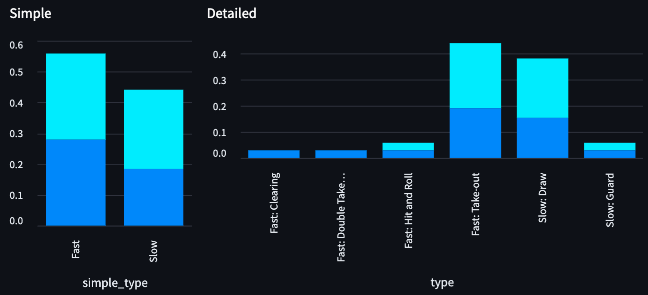 Simple
0.6
0.5
0.4
0.3
0.2
0.1
0.0
Fast
Slow
simple_type
Detailed
0.4
0.3
0.2
0.1
0.0
Fast: Clearing
Fast: Double Take...
Fast: Hit and Roll
Fast: Take-out
Slow: Draw
Slow: Guard
type